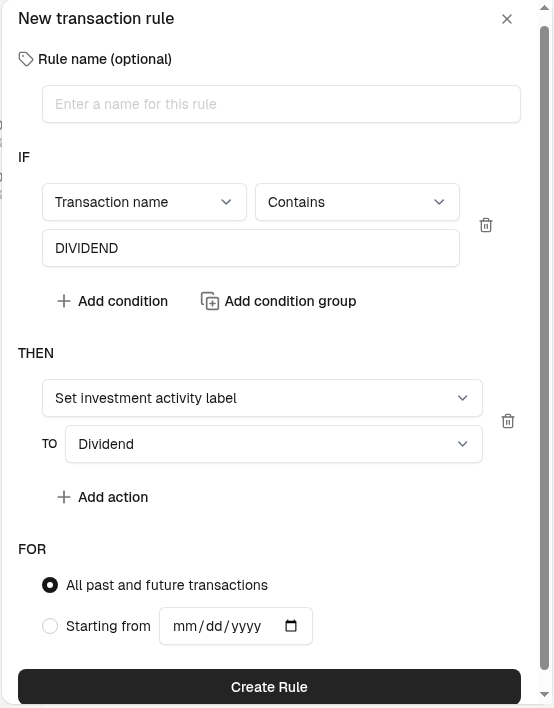 New transaction rule
Rule name (optional)
Enter a name for this rule
IF
Transaction name
Contains
DIVIDEND
Add condition
Add condition group
THEN
Set investment activity label
TO
Dividend
Add action
FOR
All past and future transactions
Starting from
mm/dd/yyyy
Create Rule